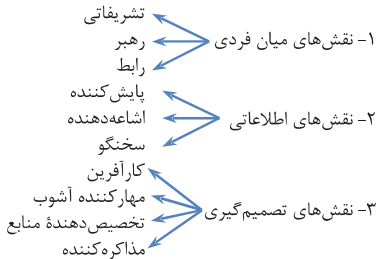 ۱- نقش‌های میان فردی
تشریفاتی
رهبر
رابط
۲- نقش‌های اطلاعاتی
پایش‌کننده
اشاعه‌دهنده
سخنگو
۳- نقش‌های تصمیم‌گیری
کارآفرین
مهارکننده آشوب
تخصیص‌دهندۀ منابع
مذاکره‌کننده